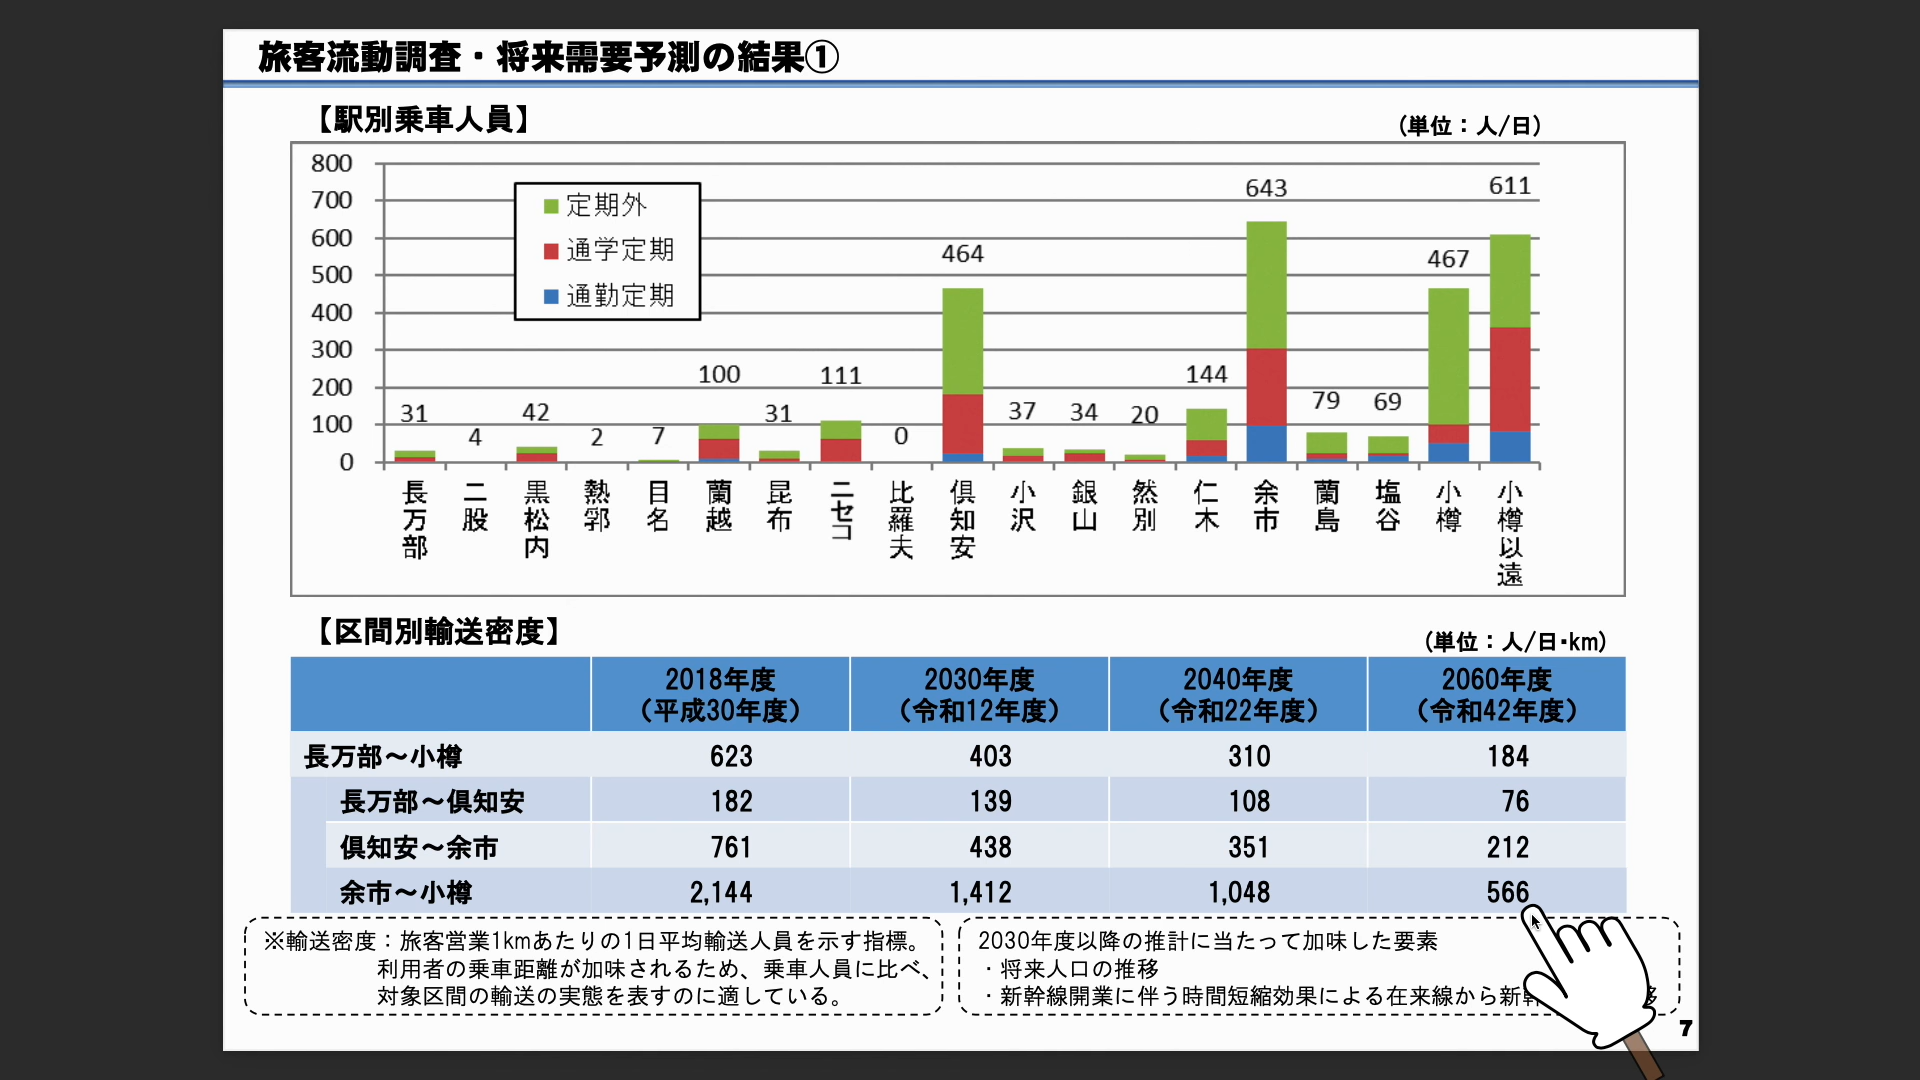 旅客流動調査・将来需要予測の結果①
【駅別乗車人員】
(単位：人/日)
800
700
600
500
400
300
200
100
0
定期外
通学定期
通勤定期
31
4
42
2
7
100
31
111
0
464
37
34
20
144
643
79
69
467
611
長万部
二股
黒松内
熱郛
目名
蘭越
昆布
ニセコ
比羅夫
倶知安
小沢
銀山
然別
仁木
余市
蘭島
塩谷
小樽
小樽以遠
【区間別輸送密度】
(単位：人/日・km)
2018年度 2030年度 2040年度 2060年度
（平成30年度） （令和12年度） （令和22年度） （令和42年度）
長万部～小樽 623 403 310 184
長万部～倶知安 182 139 108 76
倶知安～余市 761 438 351 212
余市～小樽 2,144 1,412 1,048 566
※輸送密度：旅客営業1kmあたりの1日平均輸送人員を示す指標。
利用者の乗車距離が加味されるため、乗車人員に比べ、
対象区間の輸送の実態を表すのに適している。
2030年度以降の推計に当たって加味した要素
・将来人口の推移
・新幹線開業に伴う時間短縮効果による在来線から新
7